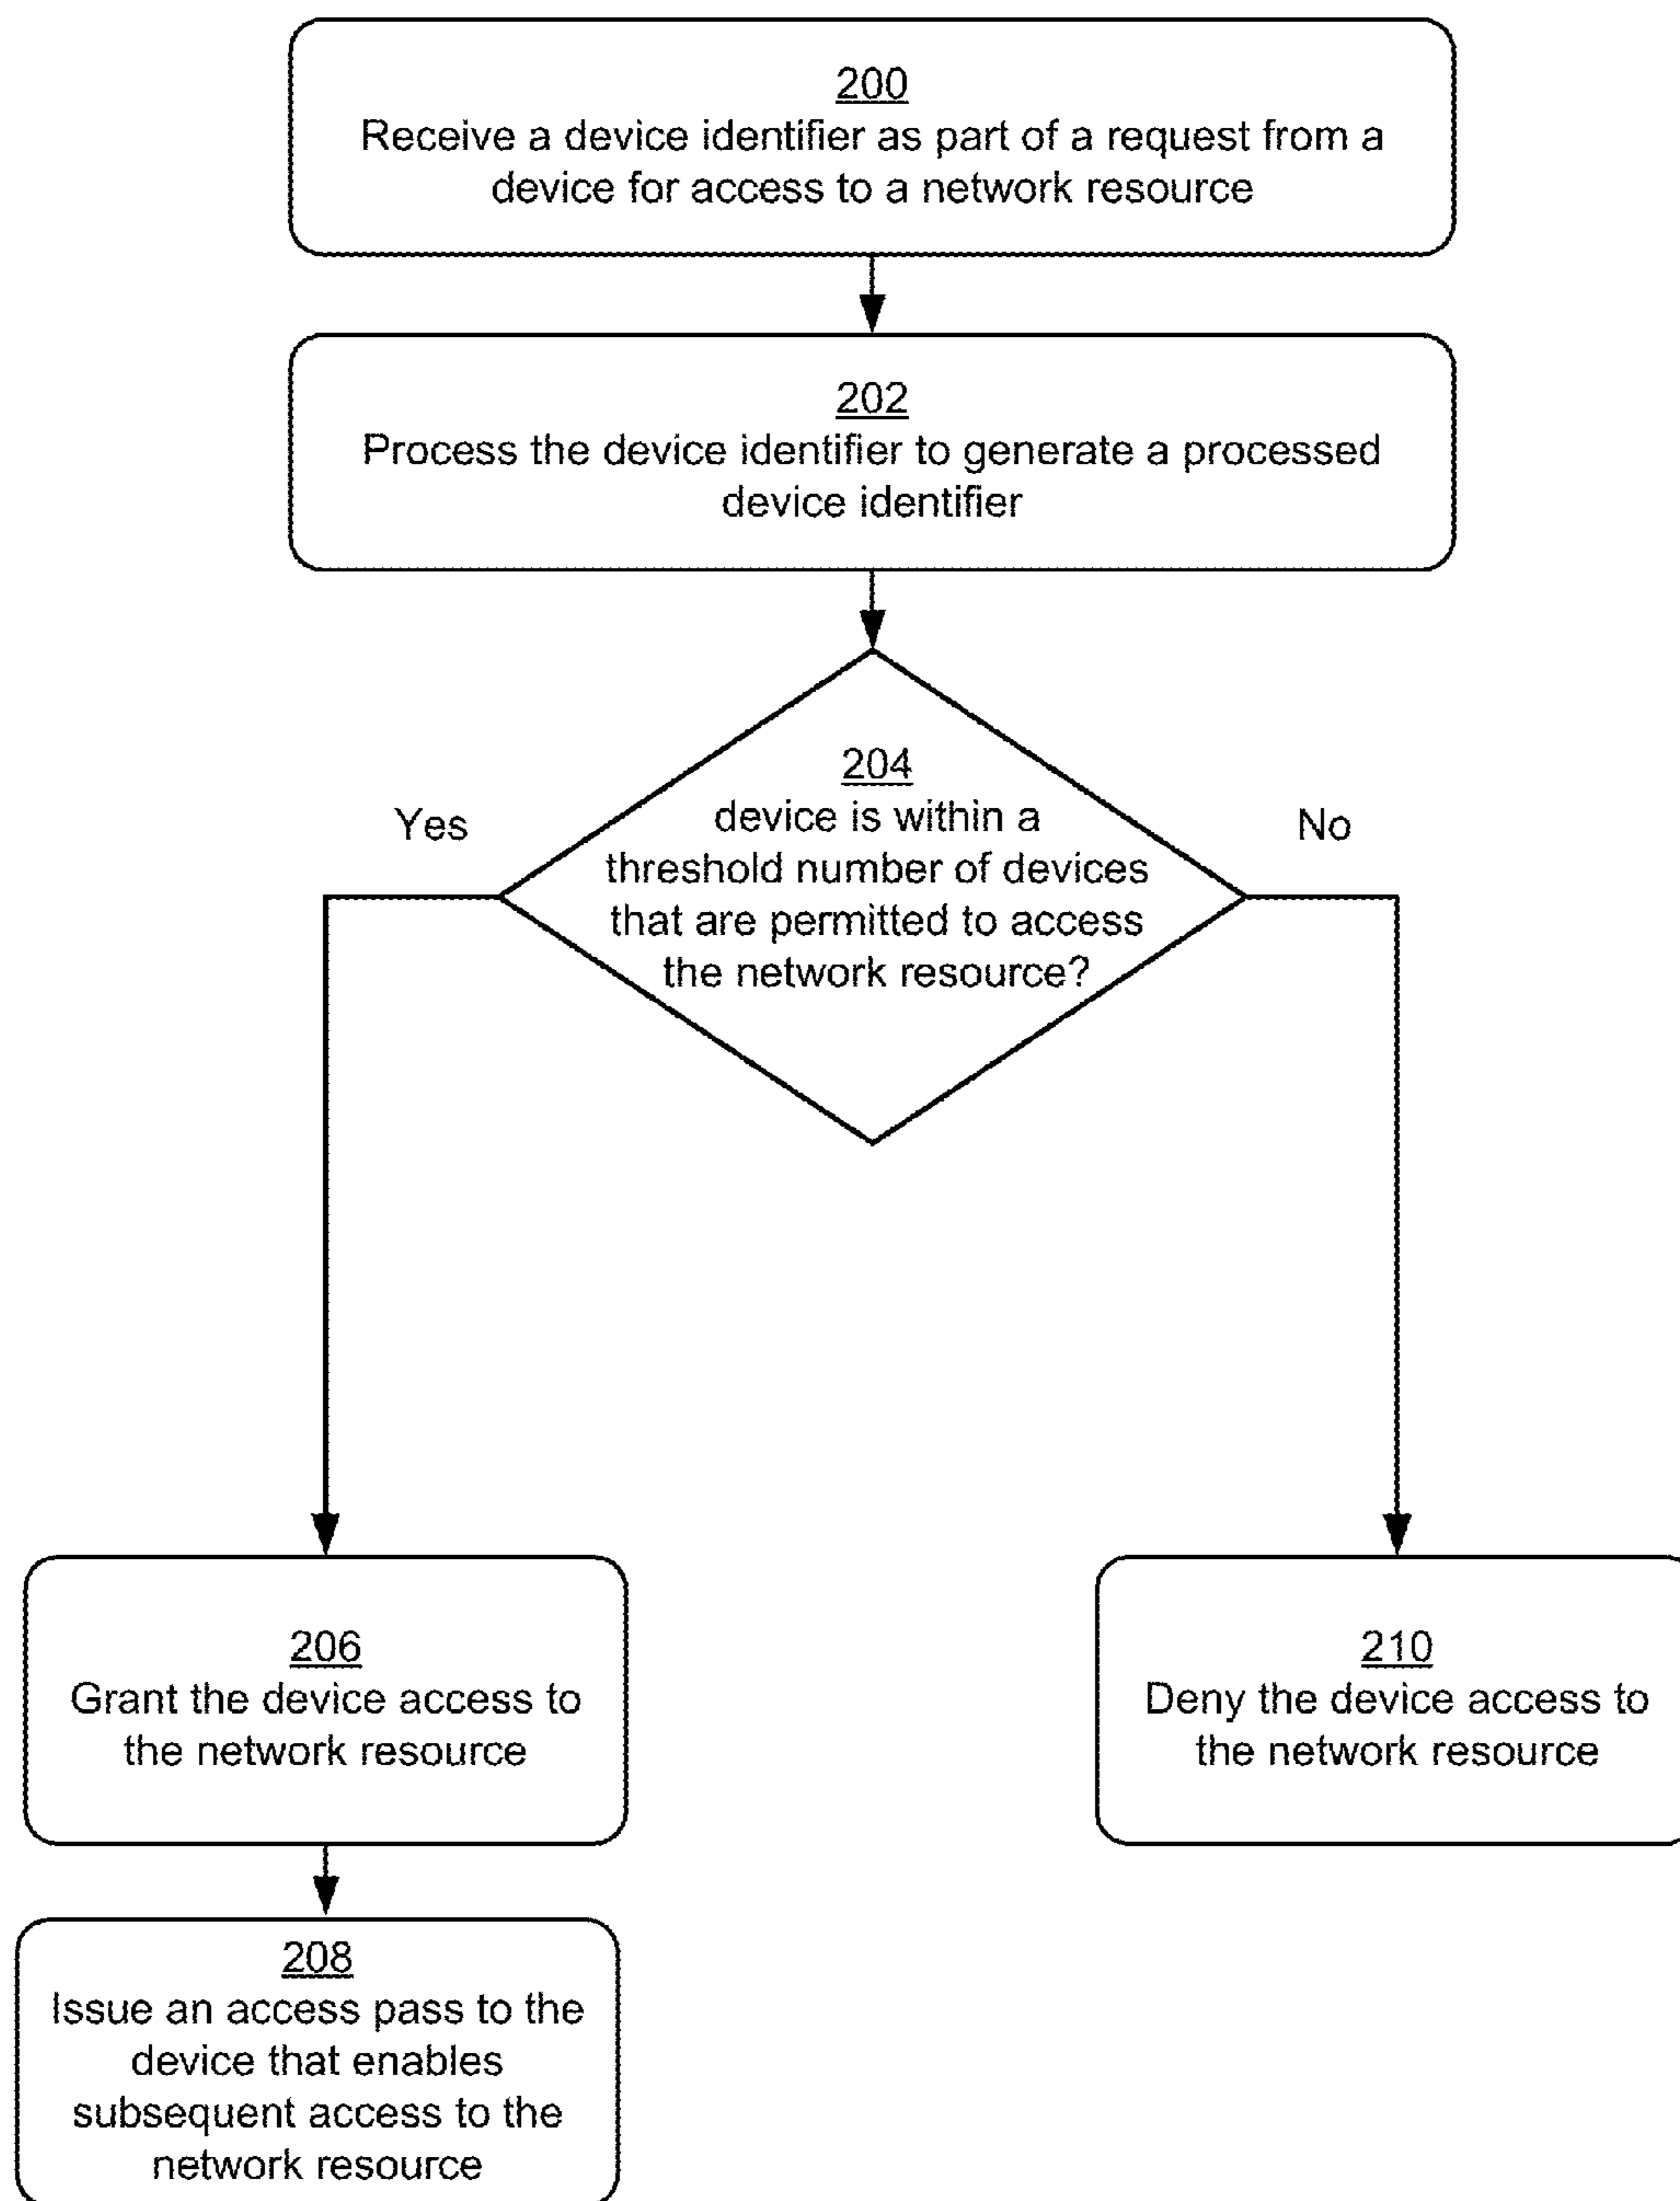 200
Receive a device identifier as part of a request from a
device for access to a network resource
202
Process the device identifier to generate a processed
device identifier
204
device is within a
threshold number of devices
that are permitted to access
the network resource?
Yes
No
206
Grant the device access to
the network resource
210
Deny the device access to
the network resource
208
Issue an access pass to the
device that enables
subsequent access to the
network resource